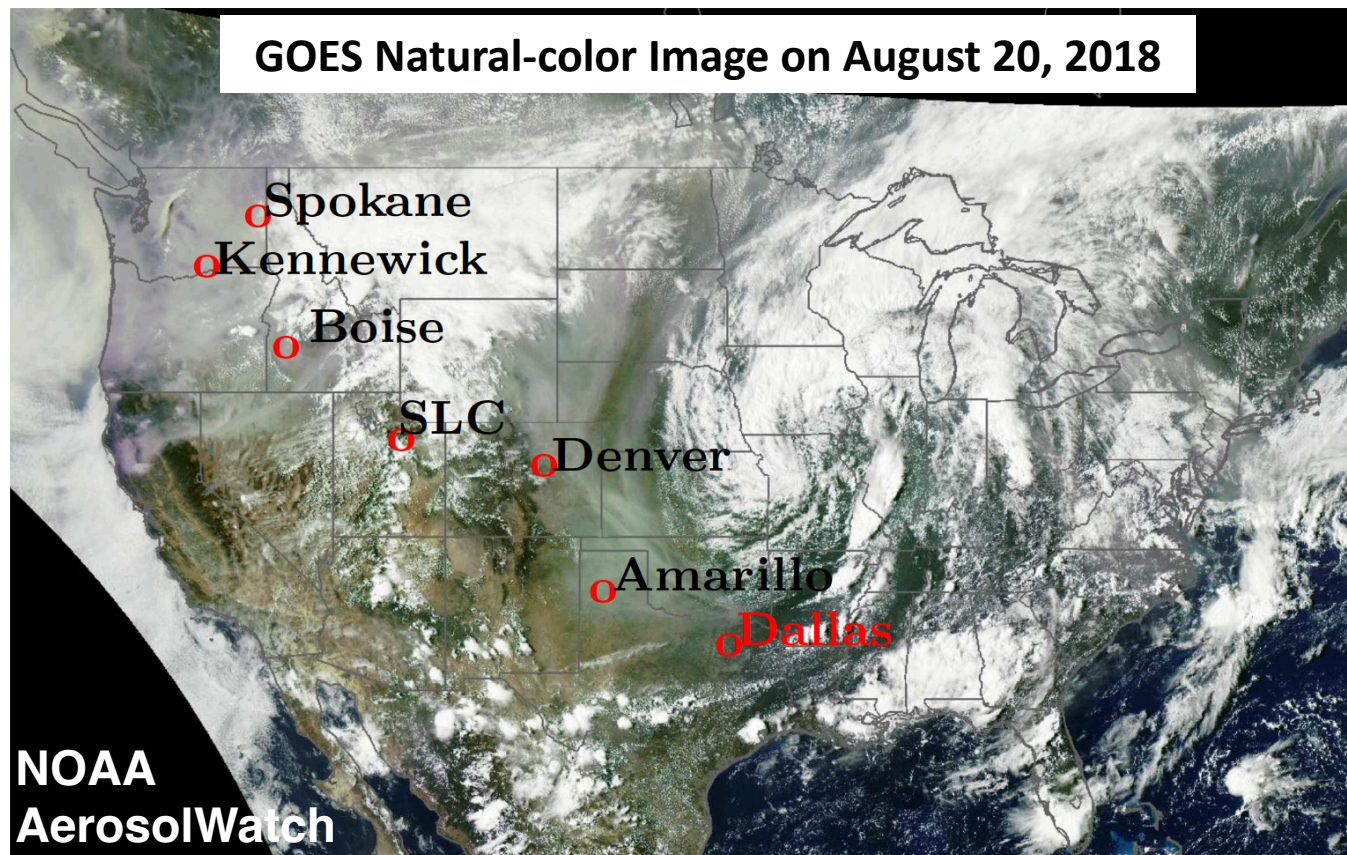 GOES Natural-color Image on August 20, 2018
Spokane
Kennewick
Boise
SLC
Denver
Amarillo
Dallas
NOAA
AerosolWatch